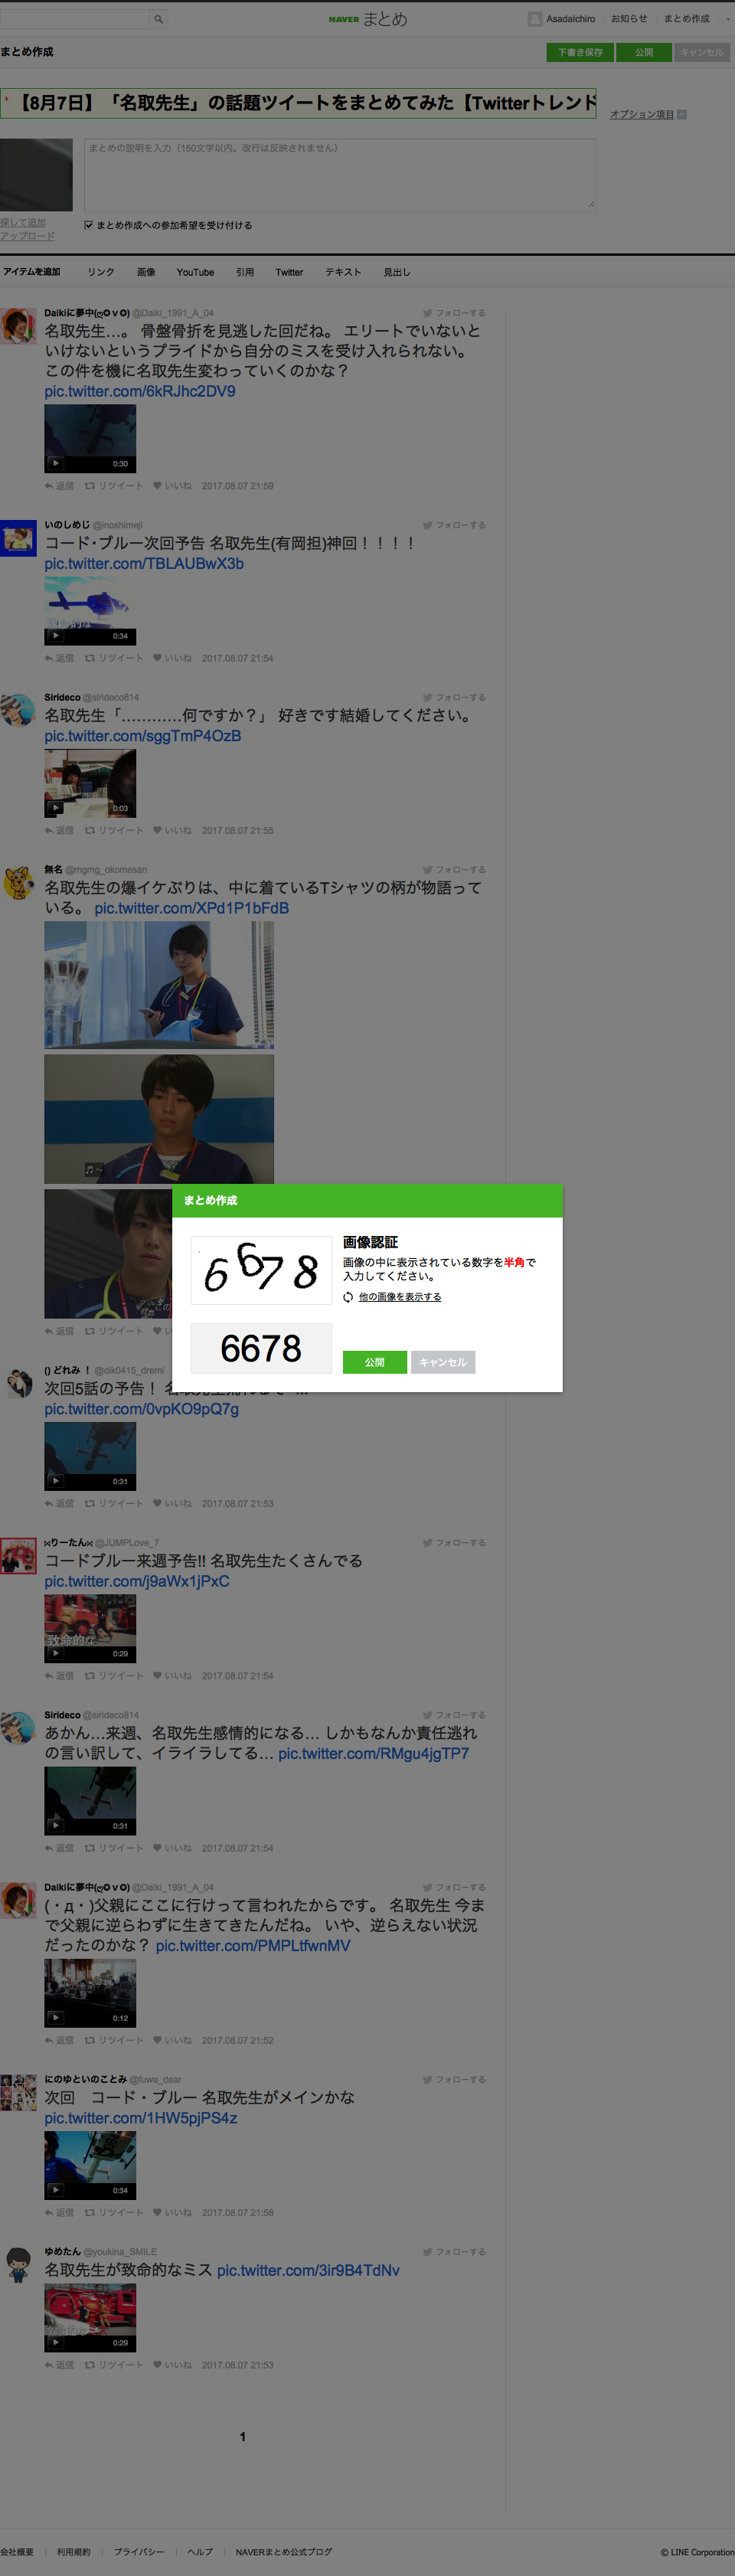 NAVER まとめ
AsadaIchiro お知らせ まとめ作成
まとめ作成
下書き保存 公開 キャンセル
* 【8月7日】「名取先生」の話題ツイートをまとめてみた【Twitterトレンド
オプション項目
まとめの説明を入力（150文字以内。改行は反映されません）
探して追加
アップロード
まとめ作成への参加希望を受け付ける
アイテムを追加 リンク 画像 YouTube 引用 Twitter テキスト 見出し
Daikiに夢中(ღ✪v✪) @Daiki_1991_A_04 フォローする
名取先生…。 骨盤骨折を見逃した回だね。 エリートでいないと
いけないというプライドから自分のミスを受け入れられない。
この件を機に名取先生変わっていくのかな？
pic.twitter.com/6kRJhc2DV9
0:30
返信 リツイート いいね 2017.08.07 21:59
いのしめじ @inoshimeji フォローする
コード･ブルー次回予告 名取先生(有岡担)神回！！！！
pic.twitter.com/TBLAUBwX3b
致命的な
0:34
返信 リツイート いいね 2017.08.07 21:54
Sirideco @sirideco814 フォローする
名取先生「…………何ですか？」 好きです結婚してください。
pic.twitter.com/sggTmP4OzB
0:03
返信 リツイート いいね 2017.08.07 21:55
無名 @mgmg_okomesan フォローする
名取先生の爆イケぶりは、中に着ているTシャツの柄が物語って
いる。 pic.twitter.com/XPd1P1bFdB
♫〜
まとめ作成
6678
画像認証
画像の中に表示されている数字を半角で
入力してください。
他の画像を表示する
6678
公開 キャンセル
この
返信 リツイート
() どれみ ！ @dik0415_dremi
次回5話の予告！
pic.twitter.com/0vpKO9pQ7g
0:31
返信 リツイート いいね 2017.08.07 21:53
⋈りーたん⋈ @JUMPLove_7 フォローする
コードブルー来週予告!! 名取先生たくさんでる
pic.twitter.com/j9aWx1jPxC
致命的な
0:29
返信 リツイート いいね 2017.08.07 21:54
Sirideco @sirideco814 フォローする
あかん…来週、名取先生感情的になる… しかもなんか責任逃れ
の言い訳して、イライラしてる… pic.twitter.com/RMgu4jgTP7
0:31
返信 リツイート いいね 2017.08.07 21:54
Daikiに夢中(ღ✪v✪) @Daiki_1991_A_04 フォローする
(・д・)父親にここに行けって言われたからです。 名取先生 今ま
で父親に逆らわずに生きてきたんだね。 いや、逆らえない状況
だったのかな？ pic.twitter.com/PMPLtfwnMV
0:12
返信 リツイート いいね 2017.08.07 21:52
にのゆといのことみ @fuwa_dear フォローする
次回　コード・ブルー 名取先生がメインかな
pic.twitter.com/1HW5pjPS4z
0:34
返信 リツイート いいね 2017.08.07 21:58
ゆめたん @youkina_SMILE フォローする
名取先生が致命的なミス pic.twitter.com/3ir9B4TdNv
0:29
返信 リツイート いいね 2017.08.07 21:53
1
会社概要 利用規約 プライバシー ヘルプ NAVERまとめ公式ブログ
© LINE Corporation